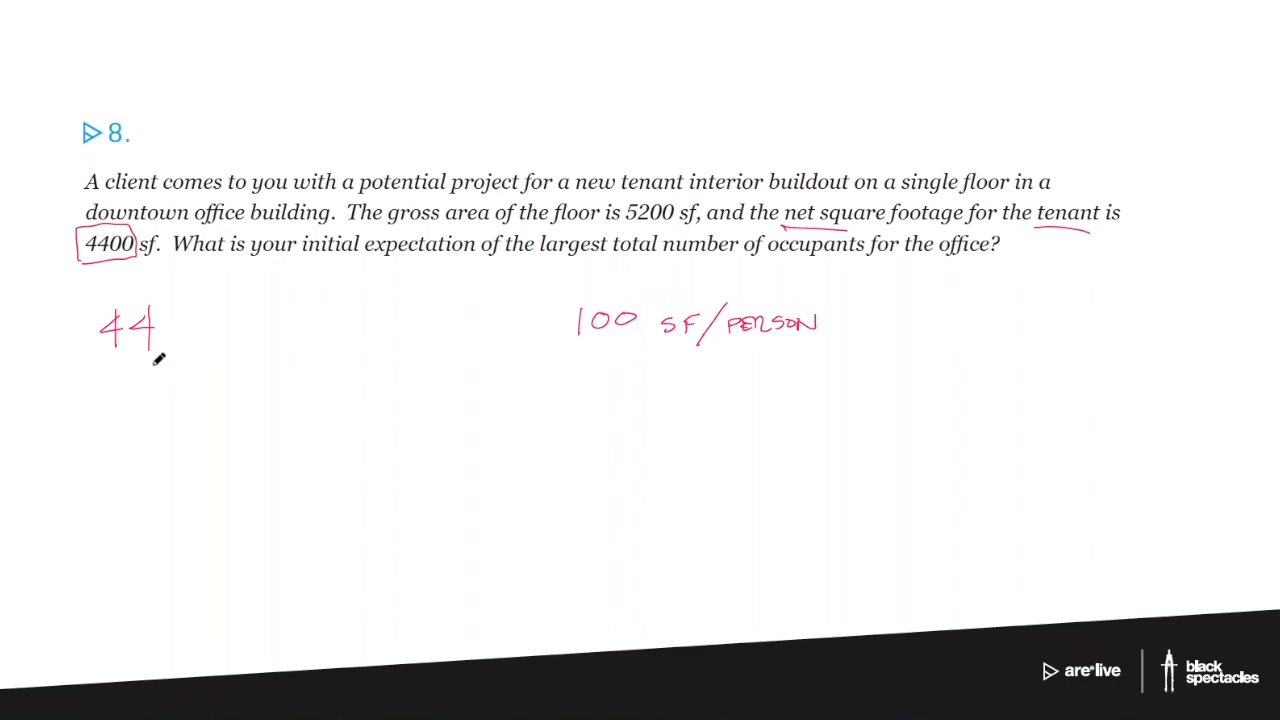 8.
A client comes to you with a potential project for a new tenant interior buildout on a single floor in a
downtown office building. The gross area of the floor is 5200 sf, and the net square footage for the tenant is
4400 sf. What is your initial expectation of the largest total number of occupants for the office?
44
100 SF/PERSON
are live
black
spectacles